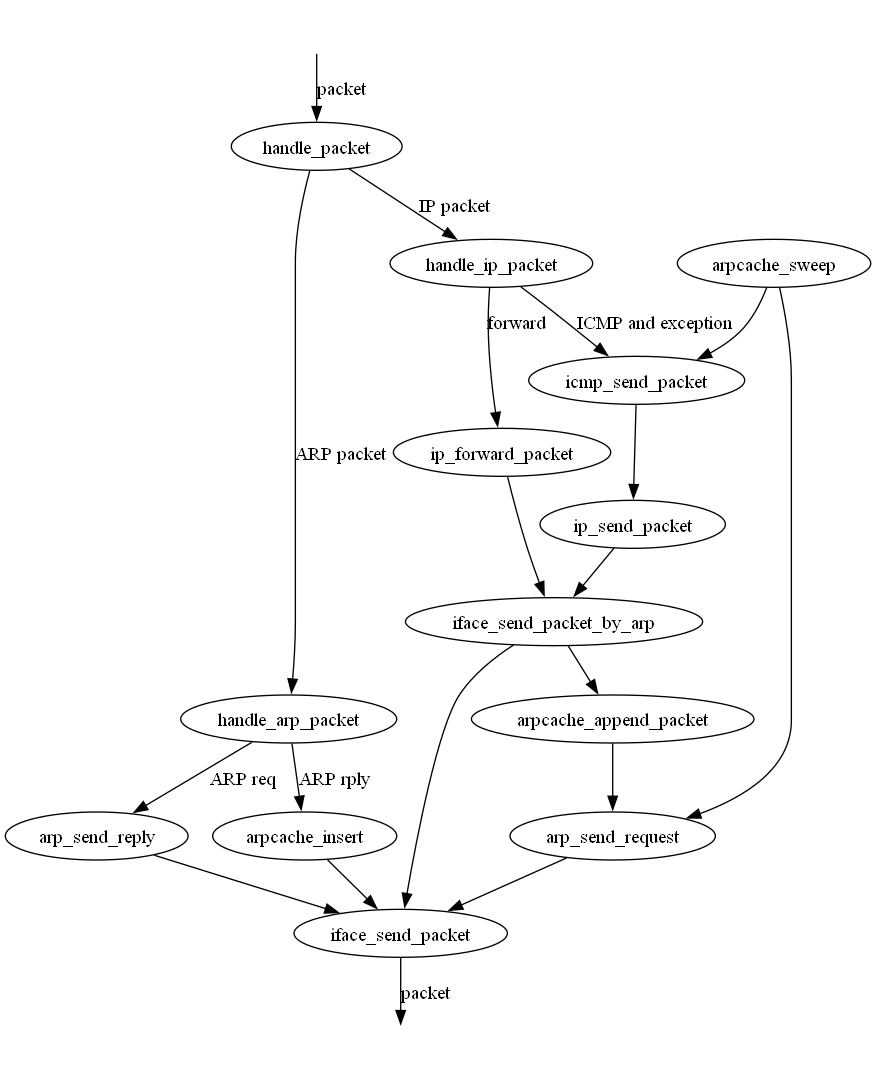 packet
handle_packet
IP packet
handle_ip_packet
arpcache_sweep
forward
ICMP and exception
icmp_send_packet
ARP packet
ip_forward_packet
ip_send_packet
iface_send_packet_by_arp
handle_arp_packet
arpcache_append_packet
ARP req
ARP rply
arp_send_reply
arpcache_insert
arp_send_request
iface_send_packet
packet